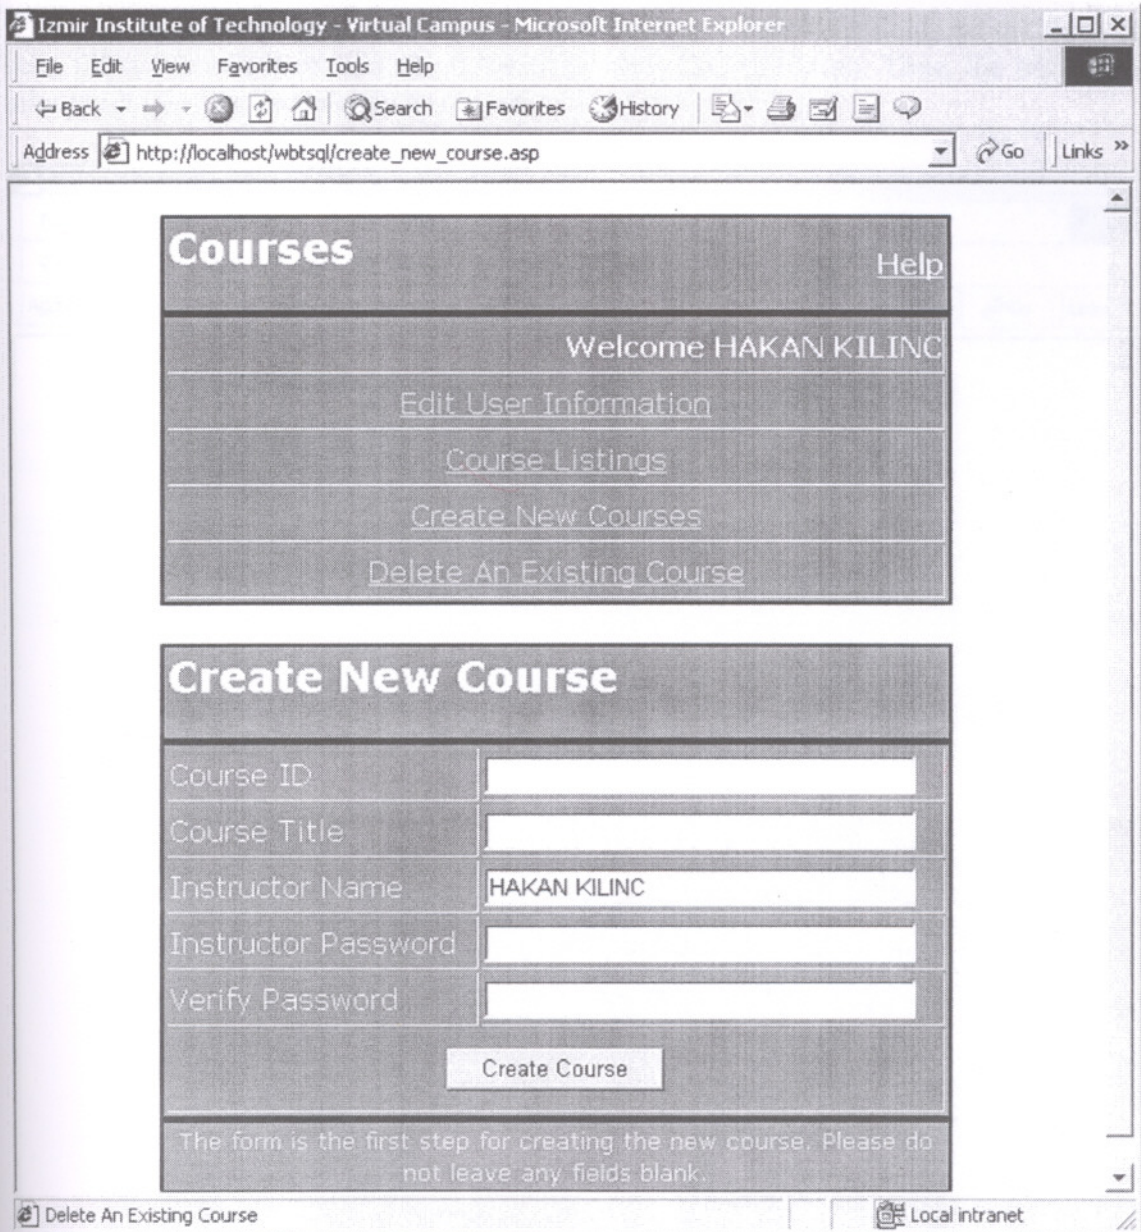 Izmir Institute of Technology - Virtual Campus - Microsoft Internet Explorer
File Edit View Favorites Tools Help
Back Search Favorites History
Address http://localhost/wbtsql/create_new_course.asp Go Links »
Courses
Help
Welcome HAKAN KILINC
Edit User Information
Course Listings
Create New Courses
Delete An Existing Course
Create New Course
Course ID
Course Title
Instructor Name HAKAN KILINC
Instructor Password
Verify Password
Create Course
The form is the first step for creating the new course. Please do
not leave any fields blank.
Delete An Existing Course Local intranet